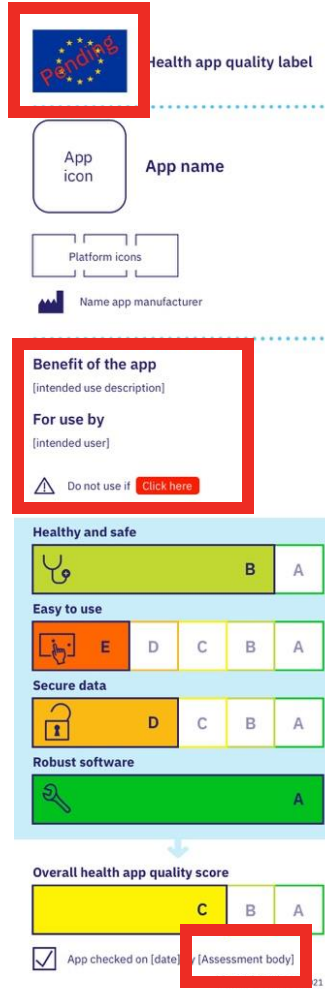 Pending
Health app quality label
App
icon
App name
Platform icons
Name app manufacturer
Benefit of the app
[intended use description]
For use by
[intended user]
Do not use if Click here
Healthy and safe
B A
Easy to use
E D C B A
Secure data
D C B A
Robust software
A
Overall health app quality score
C B A
App checked on [date] [Assessment body]
021